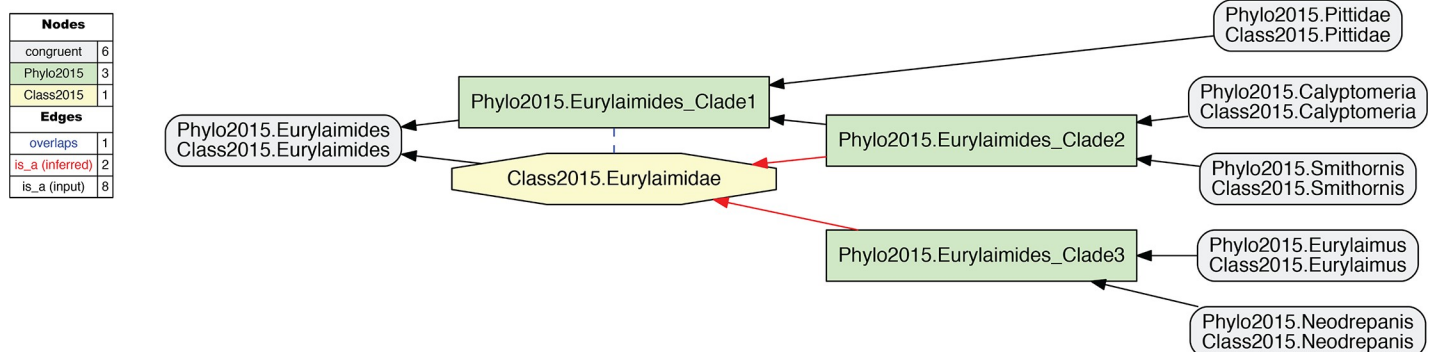 Nodes
congruent 6
Phylo2015 3
Class2015 1
Edges
overlaps 1
is_a (inferred) 2
is_a (input) 8
Phylo2015.Eurylaimides
Class2015.Eurylaimides
Phylo2015.Eurylaimides_Clade1
Class2015.Eurylaimidae
Phylo2015.Eurylaimides_Clade2
Phylo2015.Eurylaimides_Clade3
Phylo2015.Pittidae
Class2015.Pittidae
Phylo2015.Calyptomeria
Class2015.Calyptomeria
Phylo2015.Smithornis
Class2015.Smithornis
Phylo2015.Eurylaimus
Class2015.Eurylaimus
Phylo2015.Neodrepanis
Class2015.Neodrepanis